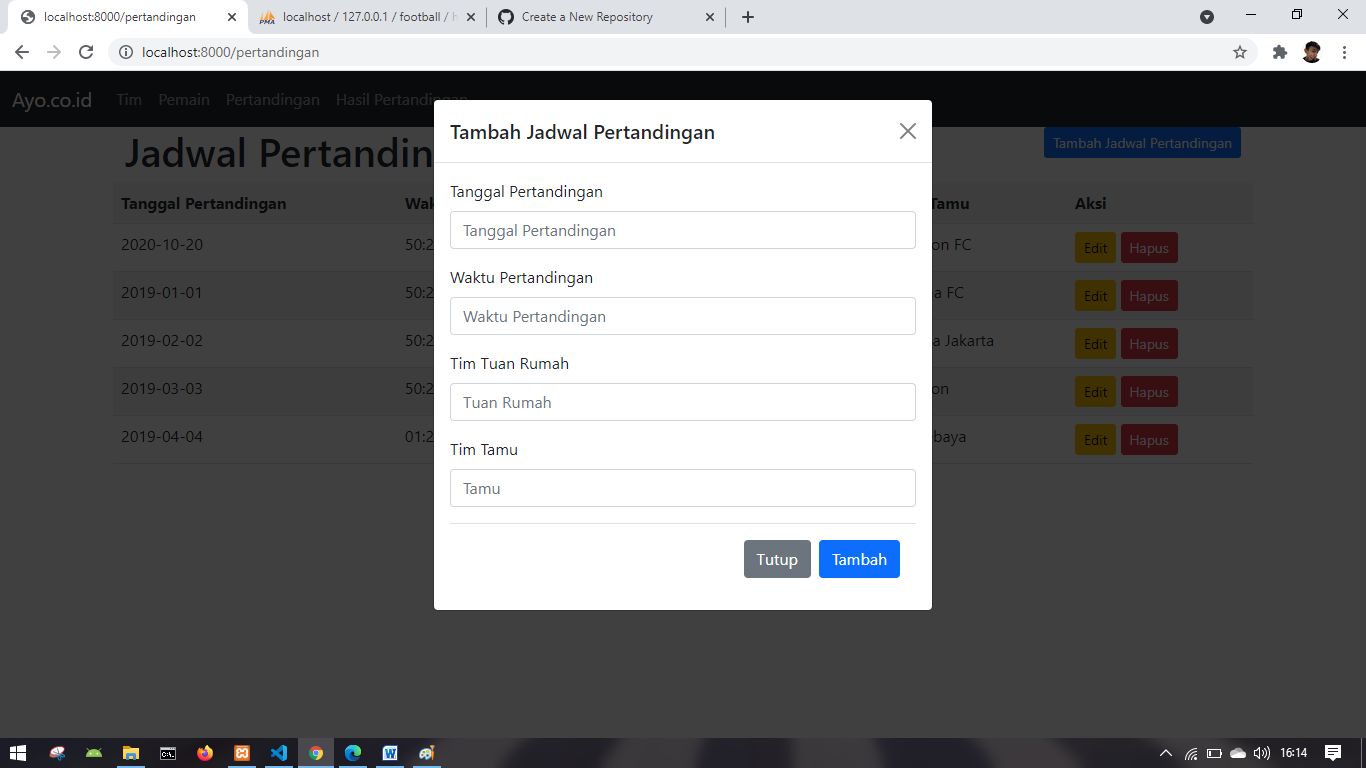 localhost:8000/pertandingan
localhost / 127.0.0.1 / football / h
Create a New Repository
localhost:8000/pertandingan
Ayo.co.id Tim Pemain Pertandingan Hasil Pertandingan
Jadwal Pertandin
Tambah Jadwal Pertandingan
Tanggal Pertandingan Wak Tamu Aksi
2020-10-20 50:2 on FC Edit Hapus
2019-01-01 50:2 a FC Edit Hapus
2019-02-02 50:2 a Jakarta Edit Hapus
2019-03-03 50:2 on Edit Hapus
2019-04-04 01:2 baya Edit Hapus
Tambah Jadwal Pertandingan
Tanggal Pertandingan
Tanggal Pertandingan
Waktu Pertandingan
Waktu Pertandingan
Tim Tuan Rumah
Tuan Rumah
Tim Tamu
Tamu
Tutup Tambah
16:14